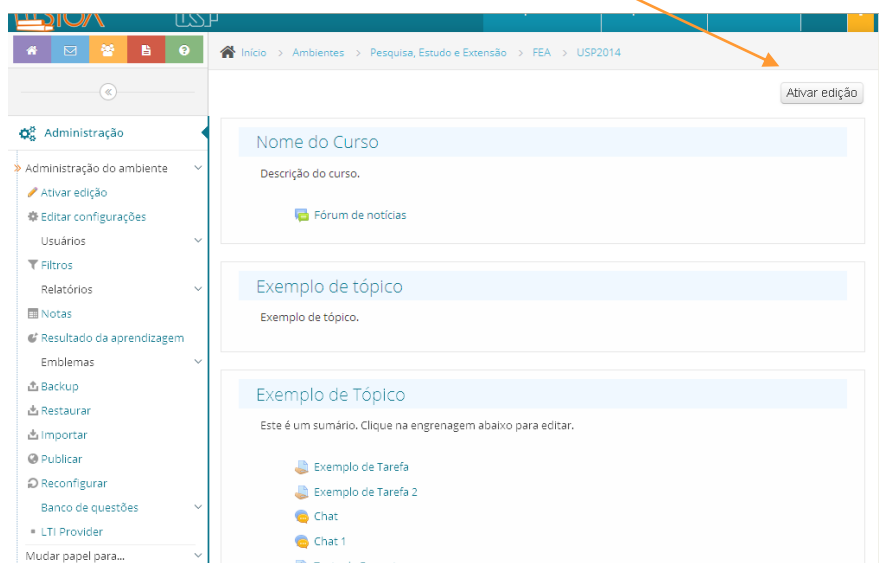 USP
Início > Ambientes > Pesquisa, Estudo e Extensão > FEA > USP2014
Ativar edição
Administração
Administração do ambiente
Ativar edição
Editar configurações
Usuários
Filtros
Relatórios
Notas
Resultado da aprendizagem
Emblemas
Backup
Restaurar
Importar
Publicar
Reconfigurar
Banco de questões
LTI Provider
Mudar papel para...
Nome do Curso
Descrição do curso.
Fórum de notícias
Exemplo de tópico
Exemplo de tópico.
Exemplo de Tópico
Este é um sumário. Clique na engrenagem abaixo para editar.
Exemplo de Tarefa
Exemplo de Tarefa 2
Chat
Chat 1